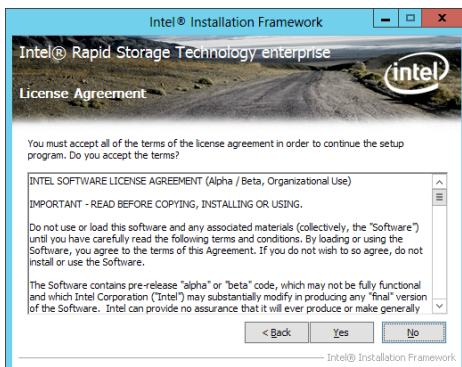 Intel® Installation Framework
Intel® Rapid Storage Technology enterprise
intel
License Agreement
You must accept all of the terms of the license agreement in order to continue the setup
program. Do you accept the terms?
INTEL SOFTWARE LICENSE AGREEMENT (Alpha / Beta, Organizational Use)
IMPORTANT - READ BEFORE COPYING, INSTALLING OR USING.
Do not use or load this software and any associated materials (collectively, the "Software")
until you have carefully read the following terms and conditions. By loading or using the
Software, you agree to the terms of this Agreement. If you do not wish to so agree, do not
install or use the Software.
The Software contains pre-release "alpha" or "beta" code, which may not be fully functional
and which Intel Corporation ("Intel") may substantially modify in producing any "final" version
of the Software.  Intel can provide no assurance that it will ever produce or make generally
< Back Yes No
Intel® Installation Framework